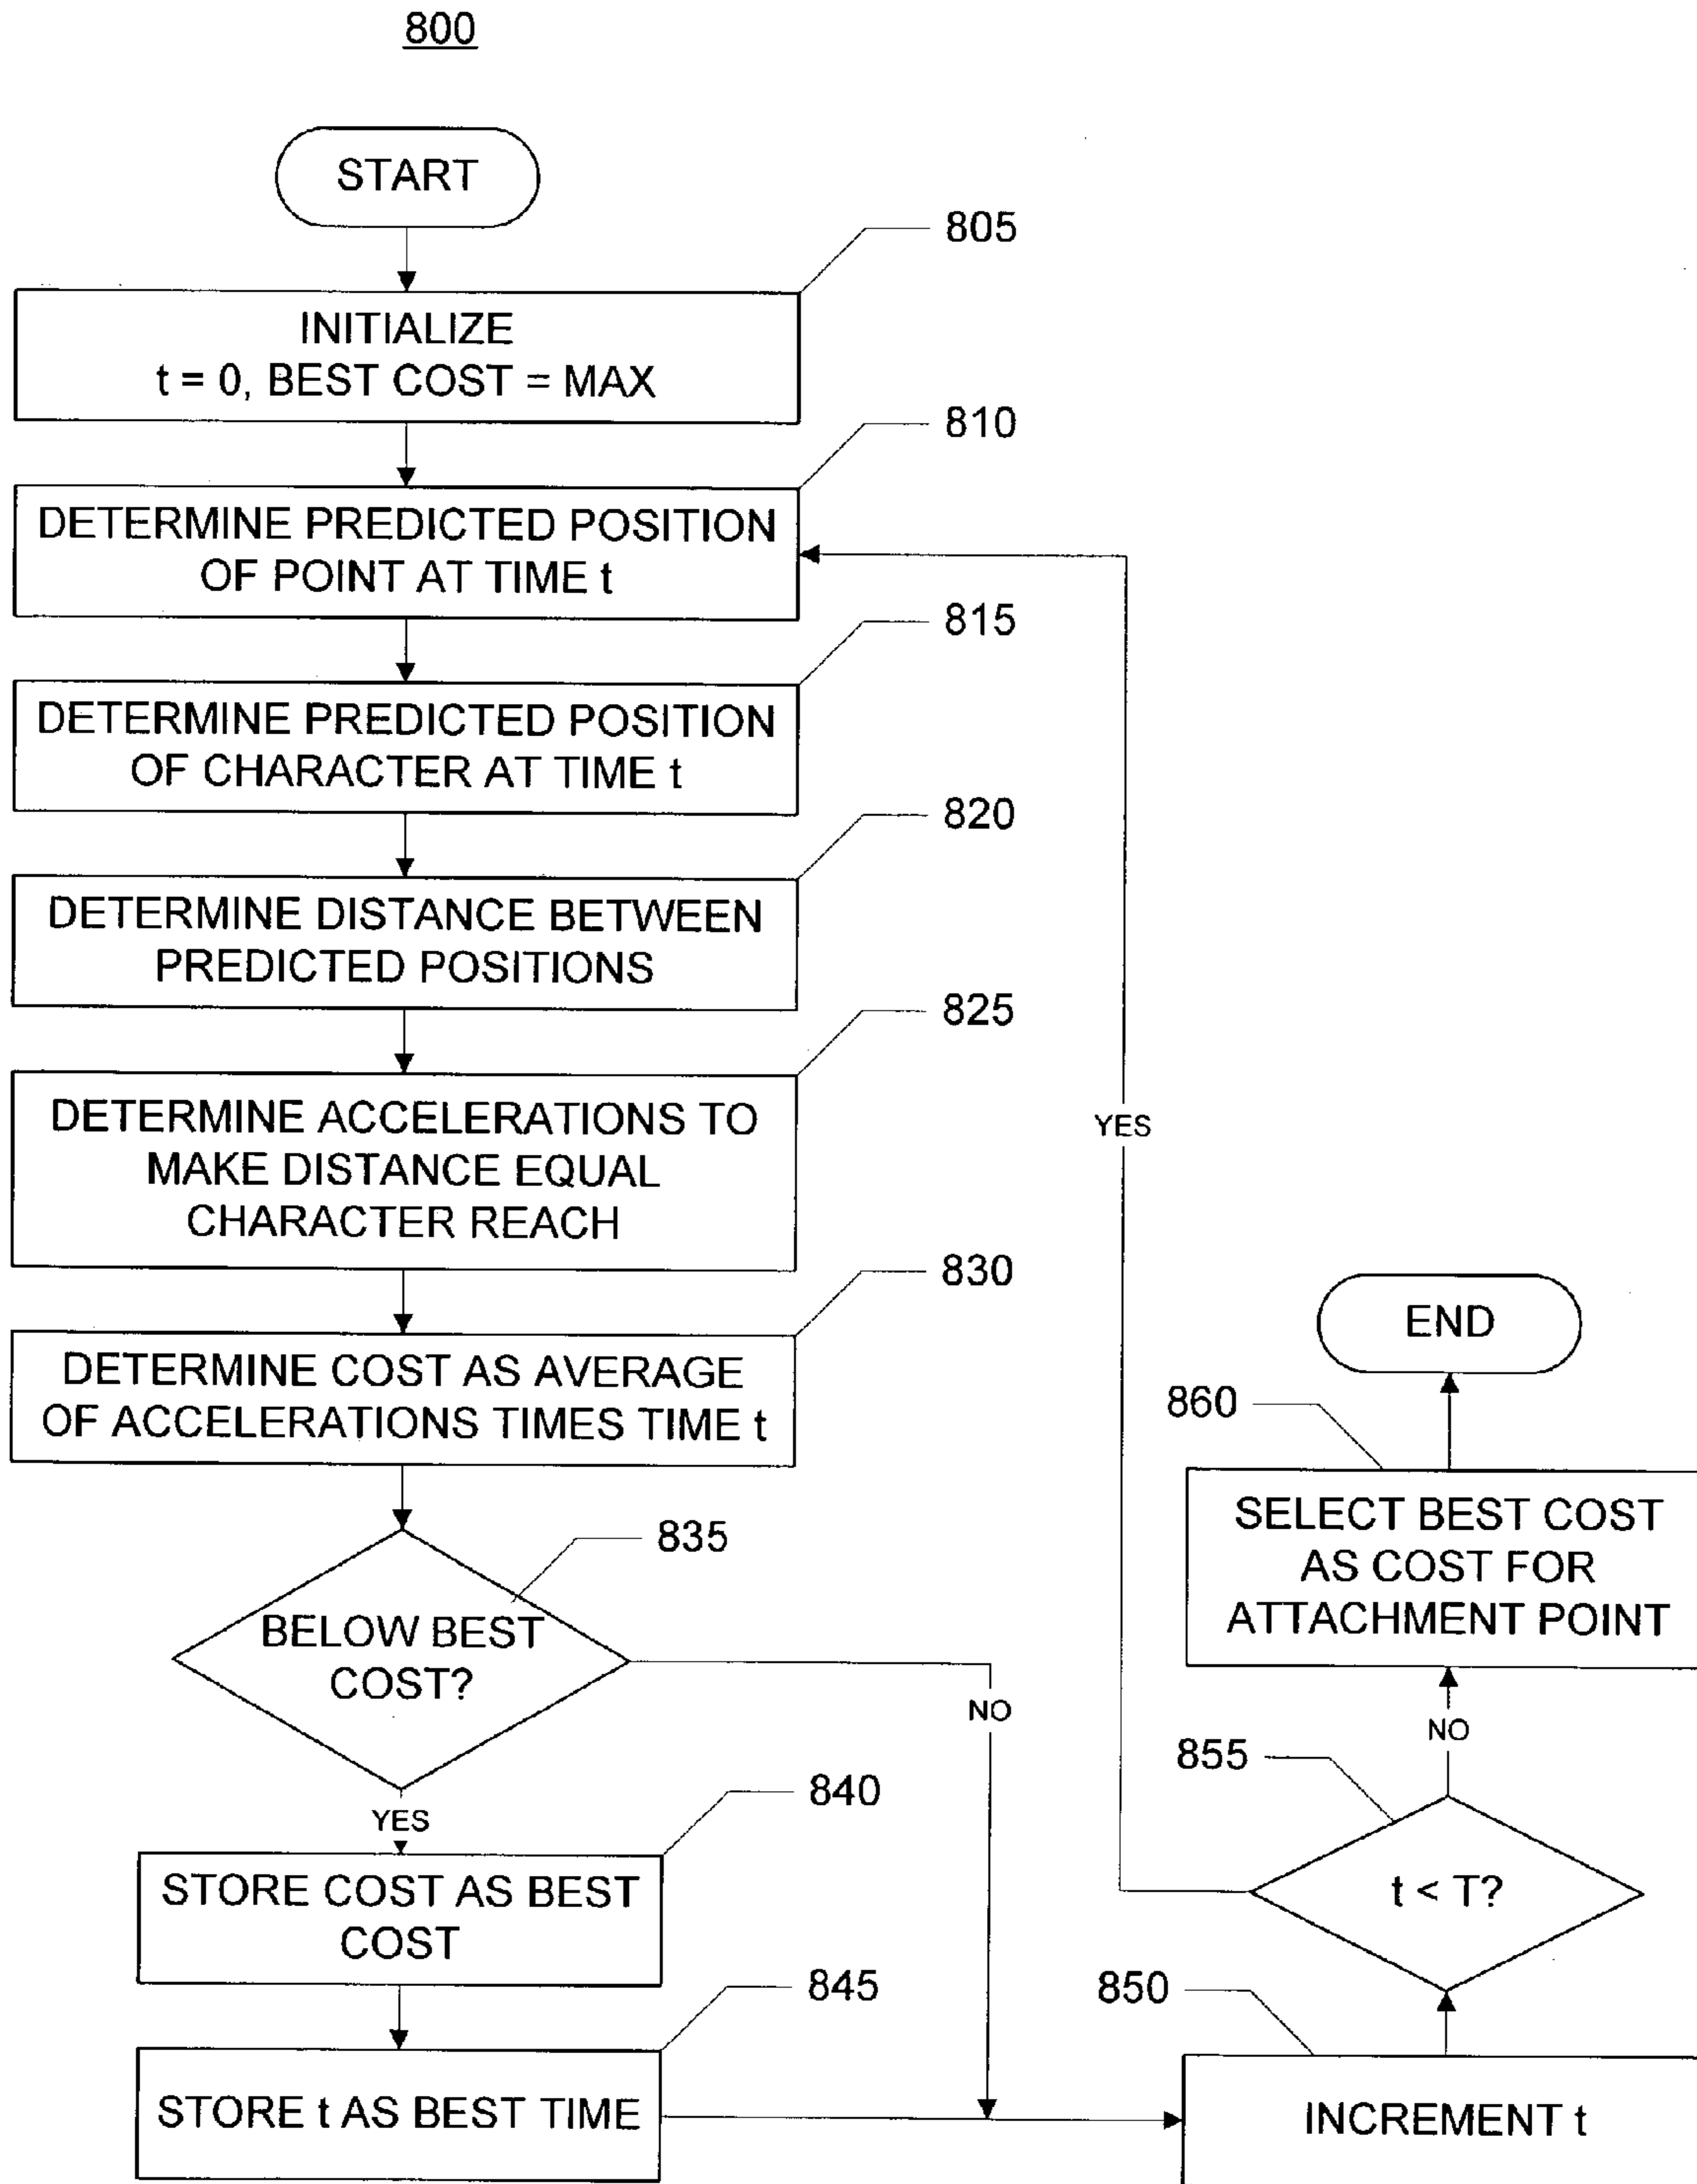 800
START
805
INITIALIZE
t = 0, BEST COST = MAX
810
DETERMINE PREDICTED POSITION
OF POINT AT TIME t
815
DETERMINE PREDICTED POSITION
OF CHARACTER AT TIME t
820
DETERMINE DISTANCE BETWEEN
PREDICTED POSITIONS
825
DETERMINE ACCELERATIONS TO
MAKE DISTANCE EQUAL
CHARACTER REACH
YES
830
DETERMINE COST AS AVERAGE
OF ACCELERATIONS TIMES TIME t
835
BELOW BEST
COST?
NO
YES
840
STORE COST AS BEST
COST
845
STORE t AS BEST TIME
850
INCREMENT t
855
t < T?
NO
860
SELECT BEST COST
AS COST FOR
ATTACHMENT POINT
END